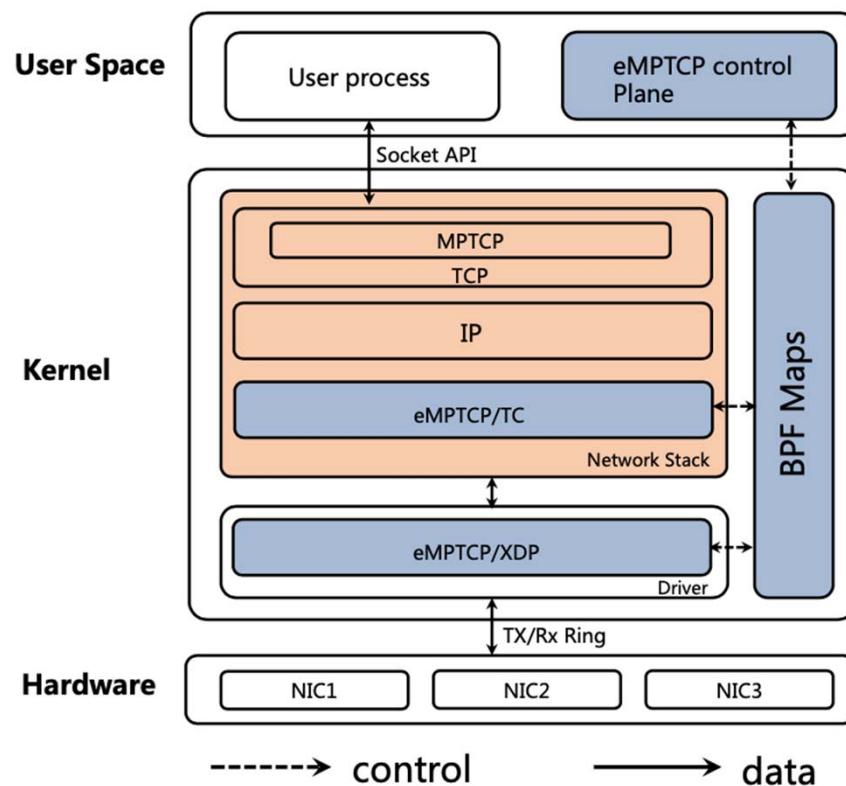 User Space
User process
eMPTCP control
Plane
Socket API
Kernel
MPTCP
TCP
IP
eMPTCP/TC
Network Stack
BPF Maps
eMPTCP/XDP
Driver
TX/Rx Ring
Hardware
NIC1
NIC2
NIC3
control
data